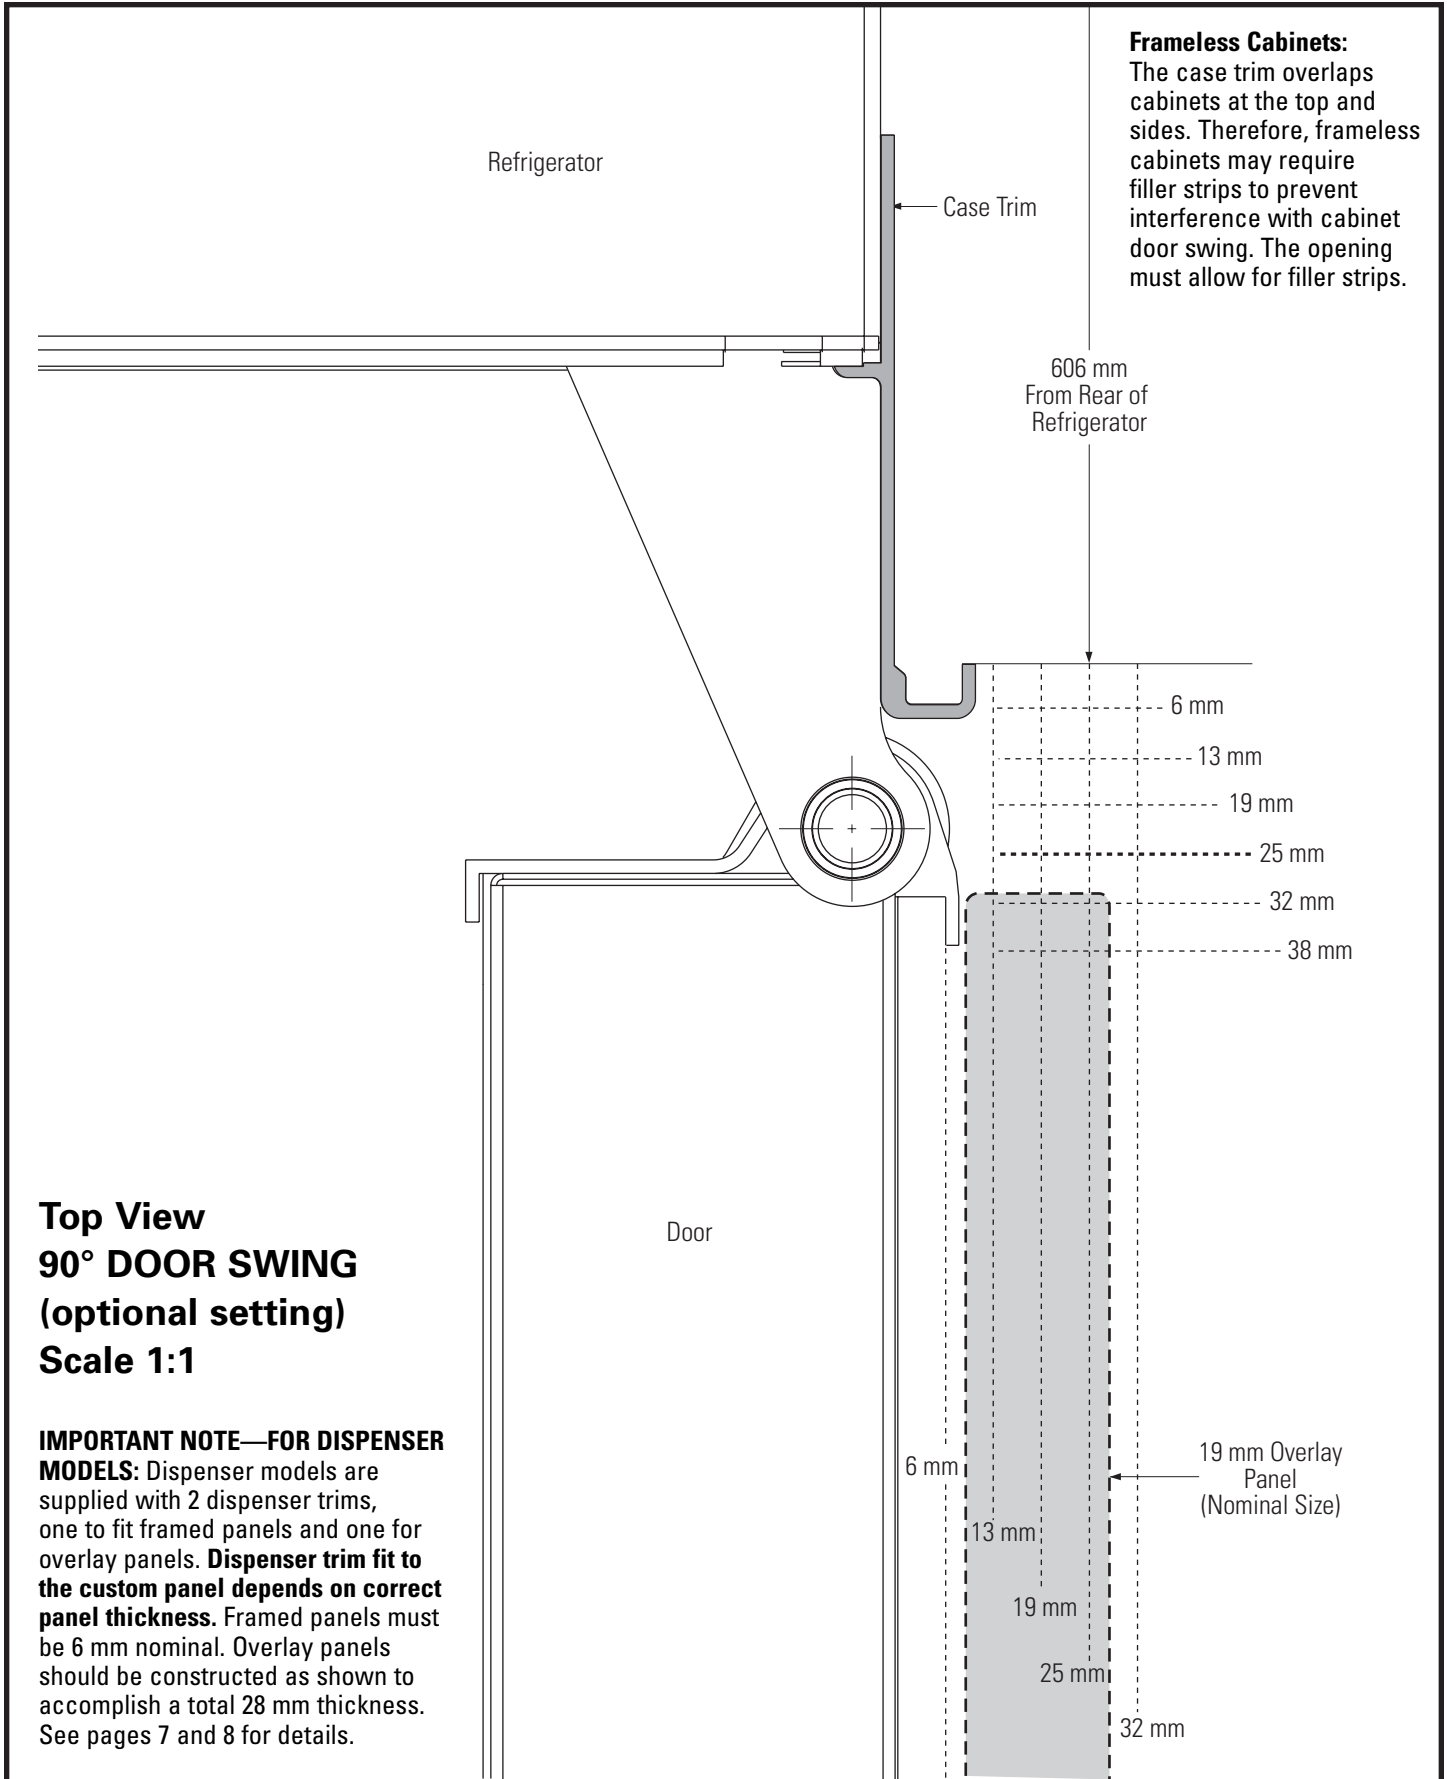 Frameless Cabinets:
The case trim overlaps
cabinets at the top and
sides. Therefore, frameless
cabinets may require
filler strips to prevent
interference with cabinet
door swing. The opening
must allow for filler strips.
Refrigerator
Case Trim
606 mm
From Rear of
Refrigerator
6 mm
13 mm
19 mm
25 mm
32 mm
38 mm
Top View
90° DOOR SWING
(optional setting)
Scale 1:1
Door
IMPORTANT NOTE—FOR DISPENSER
MODELS: Dispenser models are
supplied with 2 dispenser trims,
one to fit framed panels and one for
overlay panels. Dispenser trim fit to
the custom panel depends on correct
panel thickness. Framed panels must
be 6 mm nominal. Overlay panels
should be constructed as shown to
accomplish a total 28 mm thickness.
See pages 7 and 8 for details.
6 mm
13 mm
19 mm
25 mm
32 mm
19 mm Overlay
Panel
(Nominal Size)